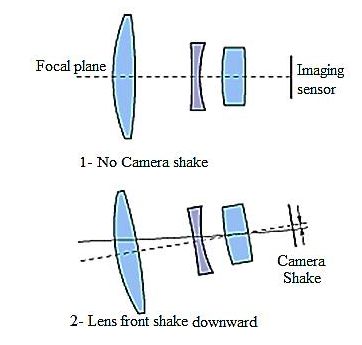 Focal plane
Imaging
sensor
1- No Camera shake
Camera
Shake
2- Lens front shake downward